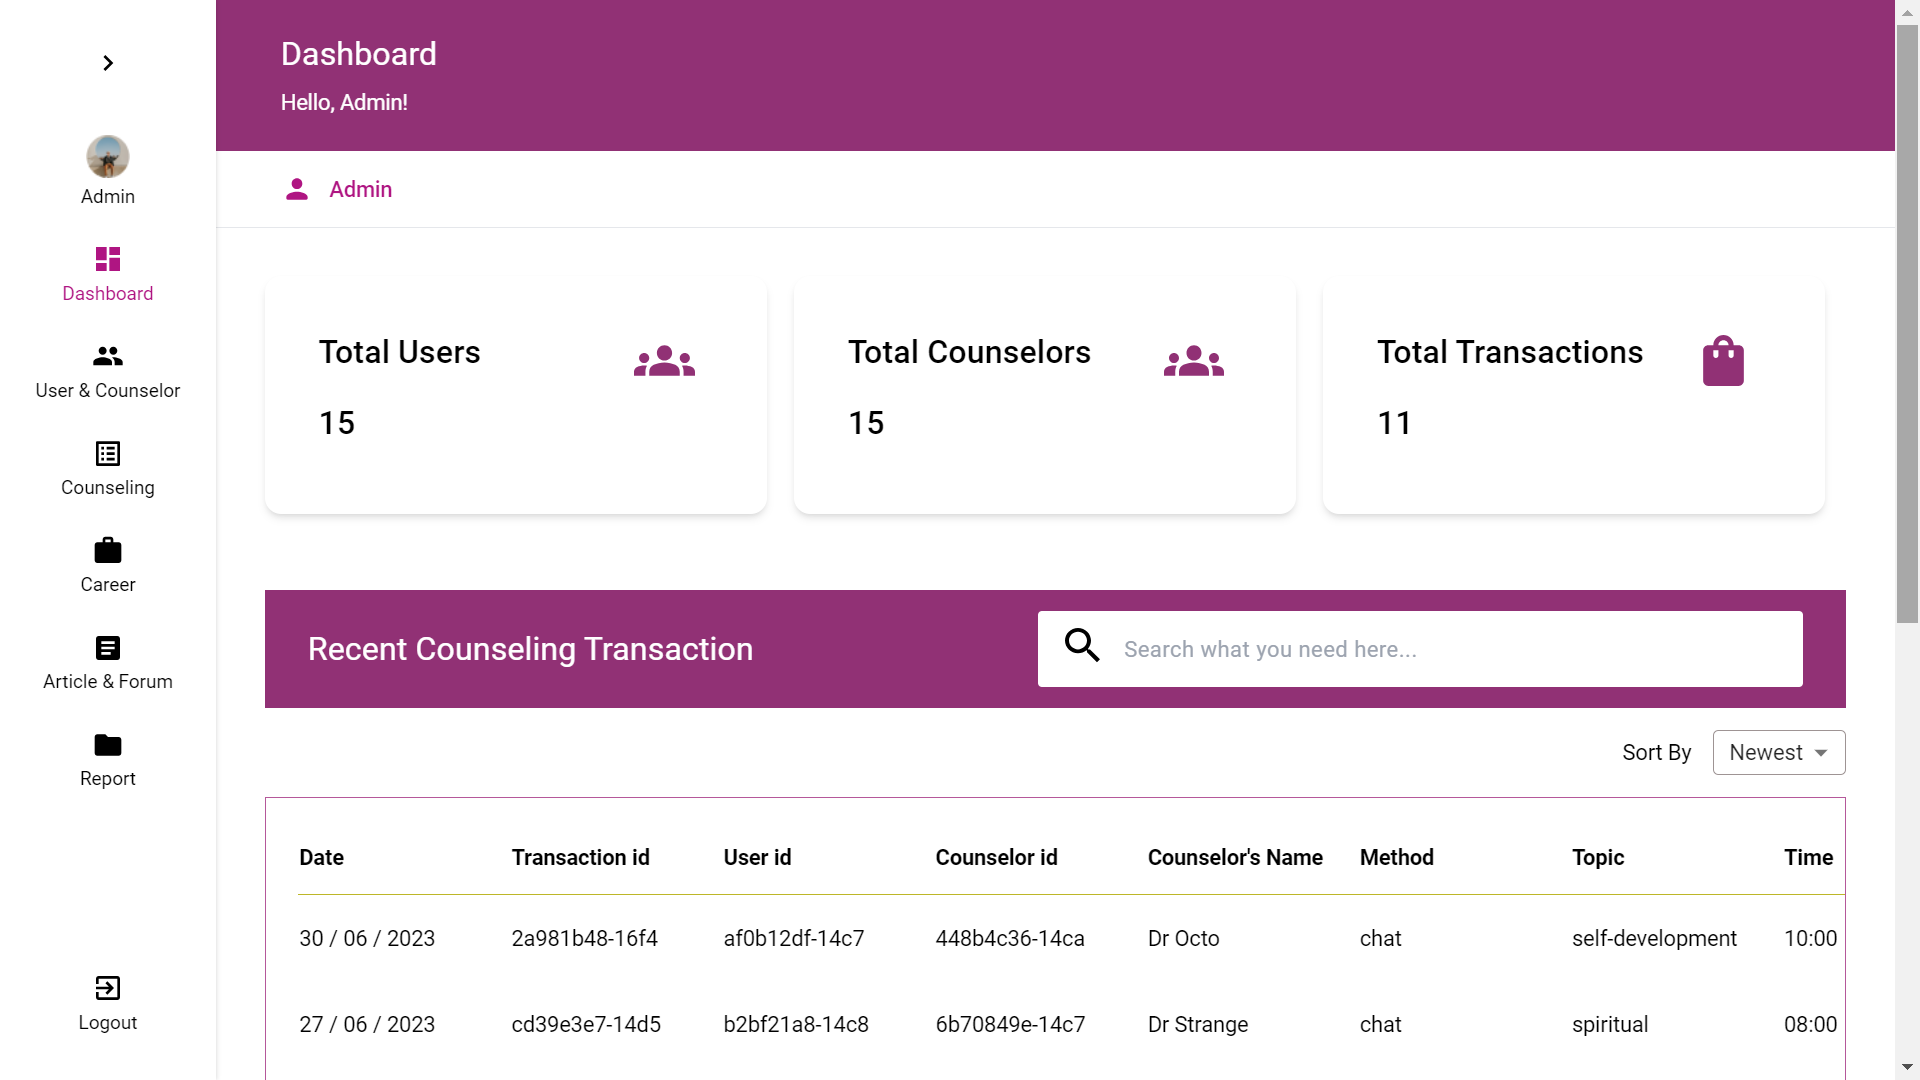 Dashboard
Hello, Admin!
Admin
Admin
Dashboard
User & Counselor
Counseling
Career
Article & Forum
Report
Logout
Total Users
15
Total Counselors
15
Total Transactions
11
Recent Counseling Transaction
Search what you need here...
Sort By Newest
Date Transaction id User id Counselor id Counselor's Name Method Topic Time
30 / 06 / 2023 2a981b48-16f4 af0b12df-14c7 448b4c36-14ca Dr Octo chat self-development 10:00
27 / 06 / 2023 cd39e3e7-14d5 b2bf21a8-14c8 6b70849e-14c7 Dr Strange chat spiritual 08:00